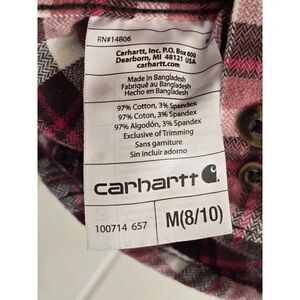 RN#14806
Carhartt, Inc. P.O. Box 600
Dearborn, MI 48121 USA
carhartt.com
Made in Bangladesh
Fabriqué au Bangladesh
Hecho en Bangladesh
97% Cotton, 3% Spandex
97% Coton, 3% Spandex
97% Algodón, 3% Spandex
Exclusive of Trimming
Sans garniture
Sin incluir adorno
carhartt
100714 657 M(8/10)